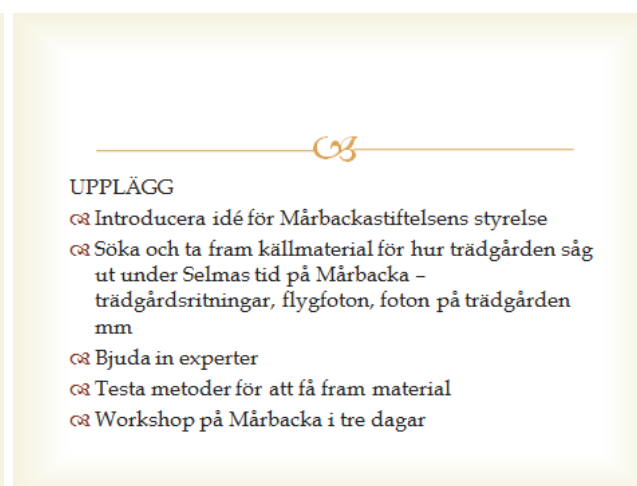 UPPLÄGG
Introducera idé för Mårbackastiftelsens styrelse
Söka och ta fram källmaterial för hur trädgården såg
ut under Selmas tid på Mårbacka –
trädgårdsritningar, flygfoton, foton på trädgården
mm
Bjuda in experter
Testa metoder för att få fram material
Workshop på Mårbacka i tre dagar